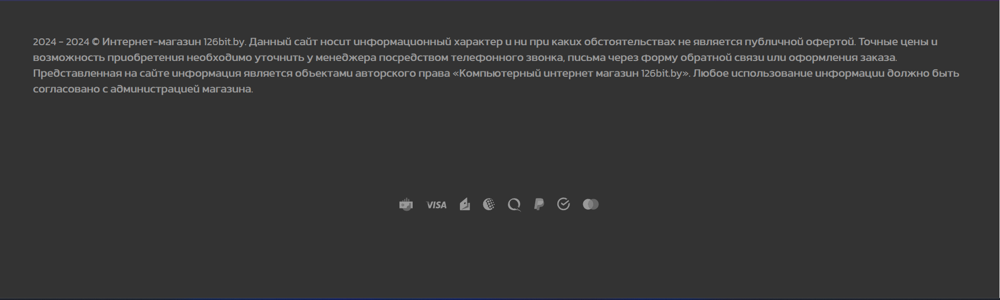 2024 - 2024 © Интернет-магазин 126bit.by. Данный сайт носит информационный характер и ни при каких обстоятельствах не является публичной офертой. Точные цены и
возможность приобретения необходимо уточнить у менеджера посредством телефонного звонка, письма через форму обратной связи или оформления заказа.
Представленная на сайте информация является объектами авторского права «Компьютерный интернет магазин 126bit.by». Любое использование информации должно быть
согласовано с администрацией магазина.
VISA